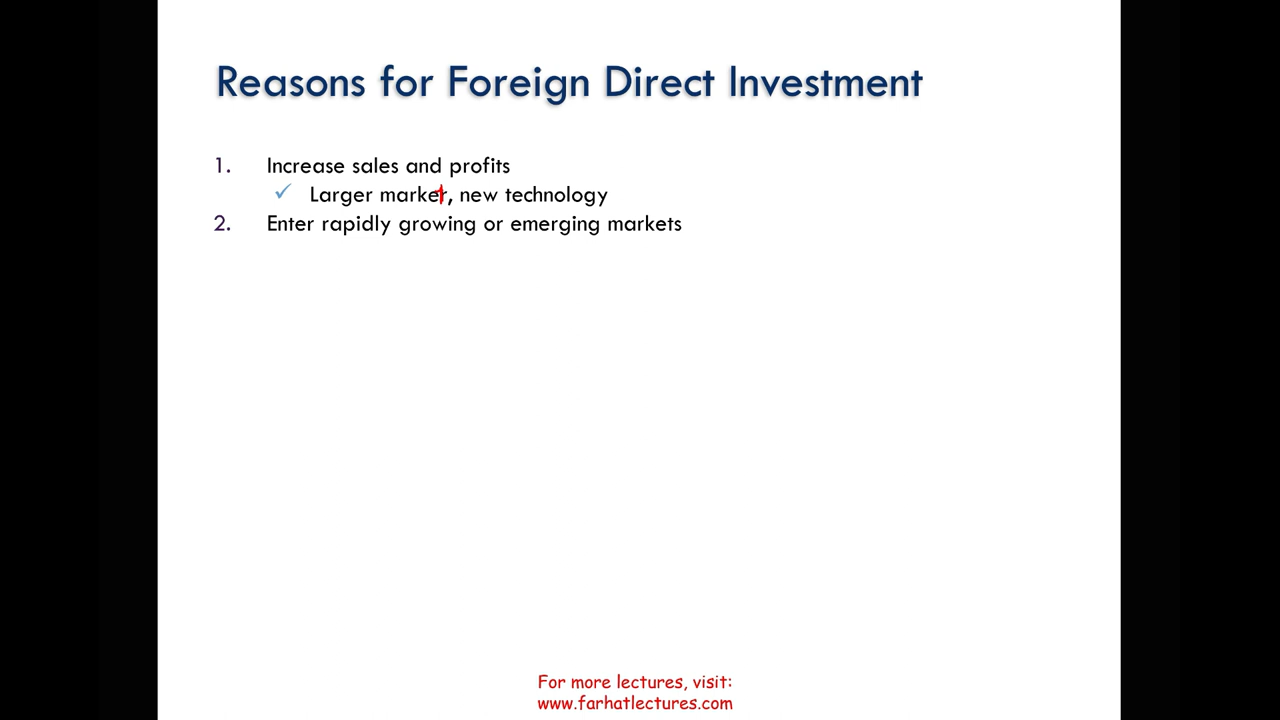 Reasons for Foreign Direct Investment
1. Increase sales and profits
✓ Larger market, new technology
2. Enter rapidly growing or emerging markets
For more lectures, visit:
www.farhatlectures.com